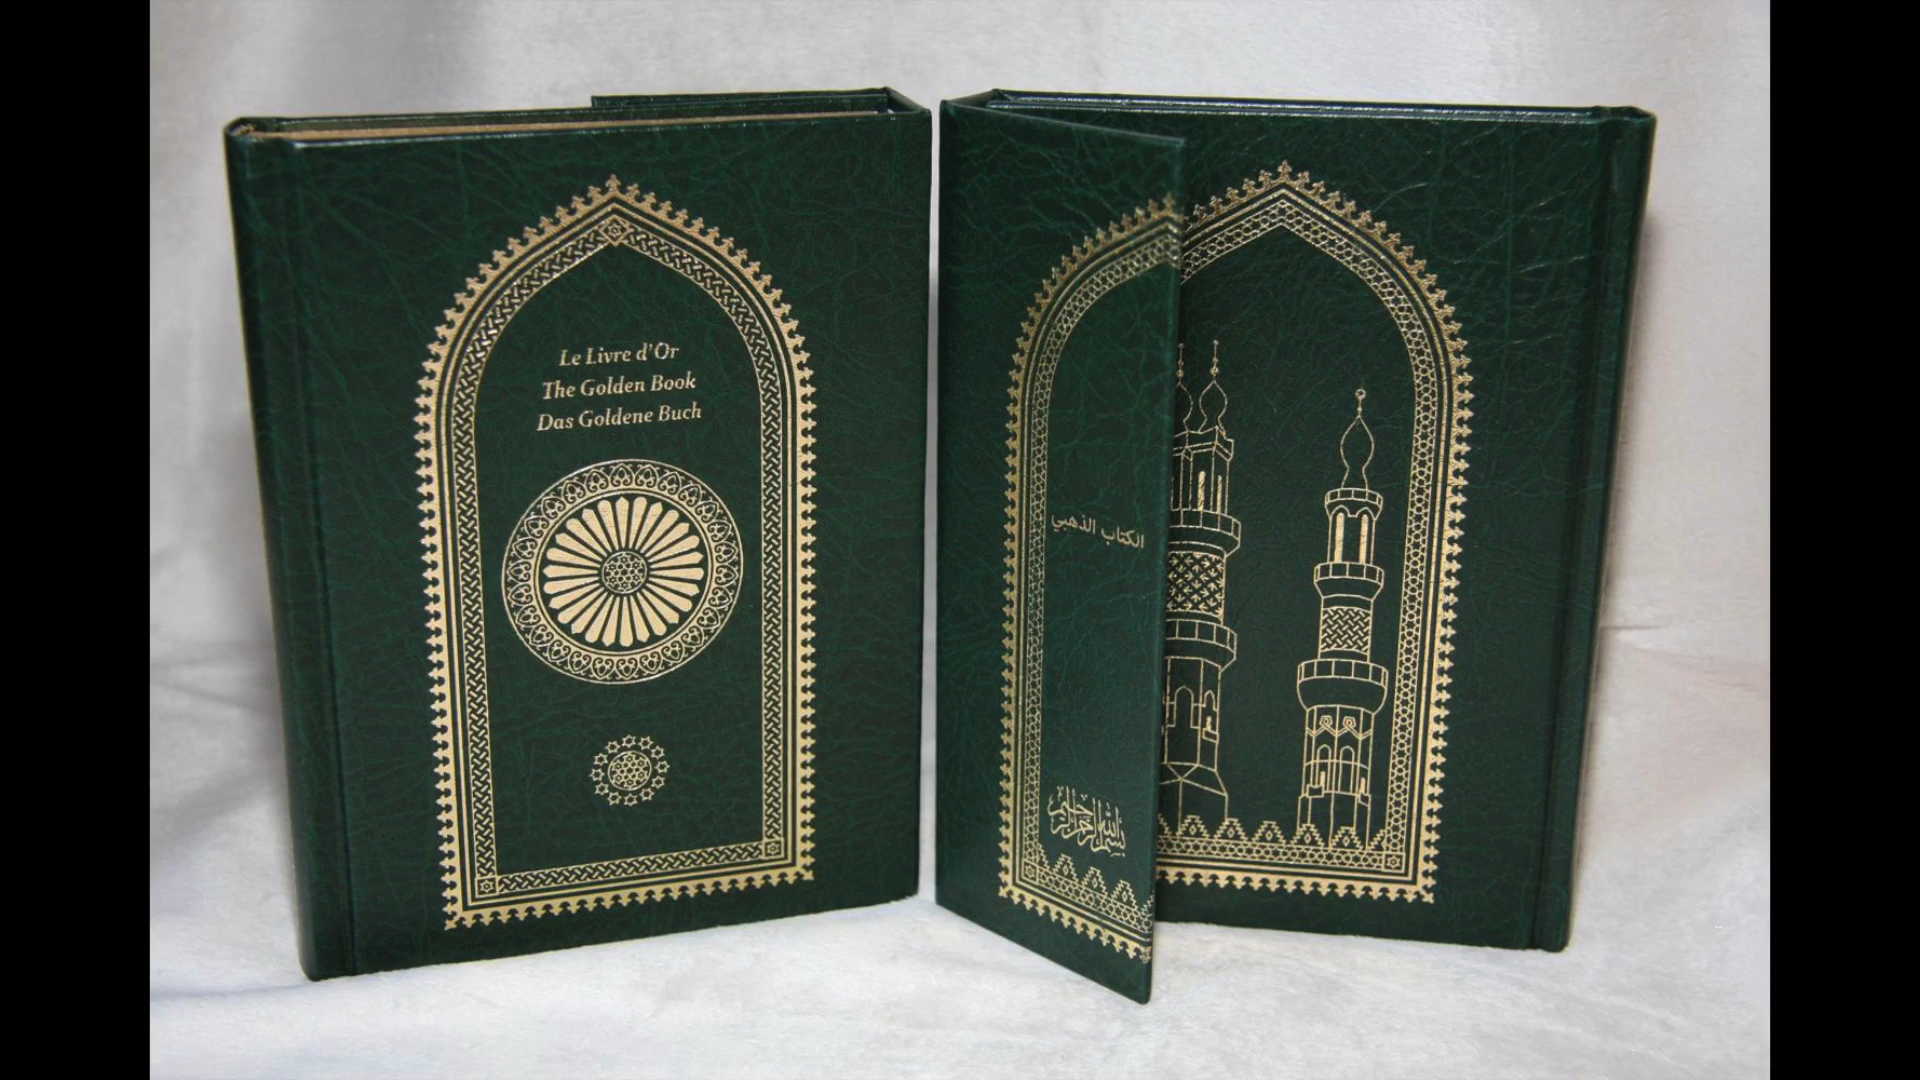 Le Livre d'Or
The Golden Book
Das Goldene Buch
الكتاب الذهبي
بسم الله الرحمن الرحيم